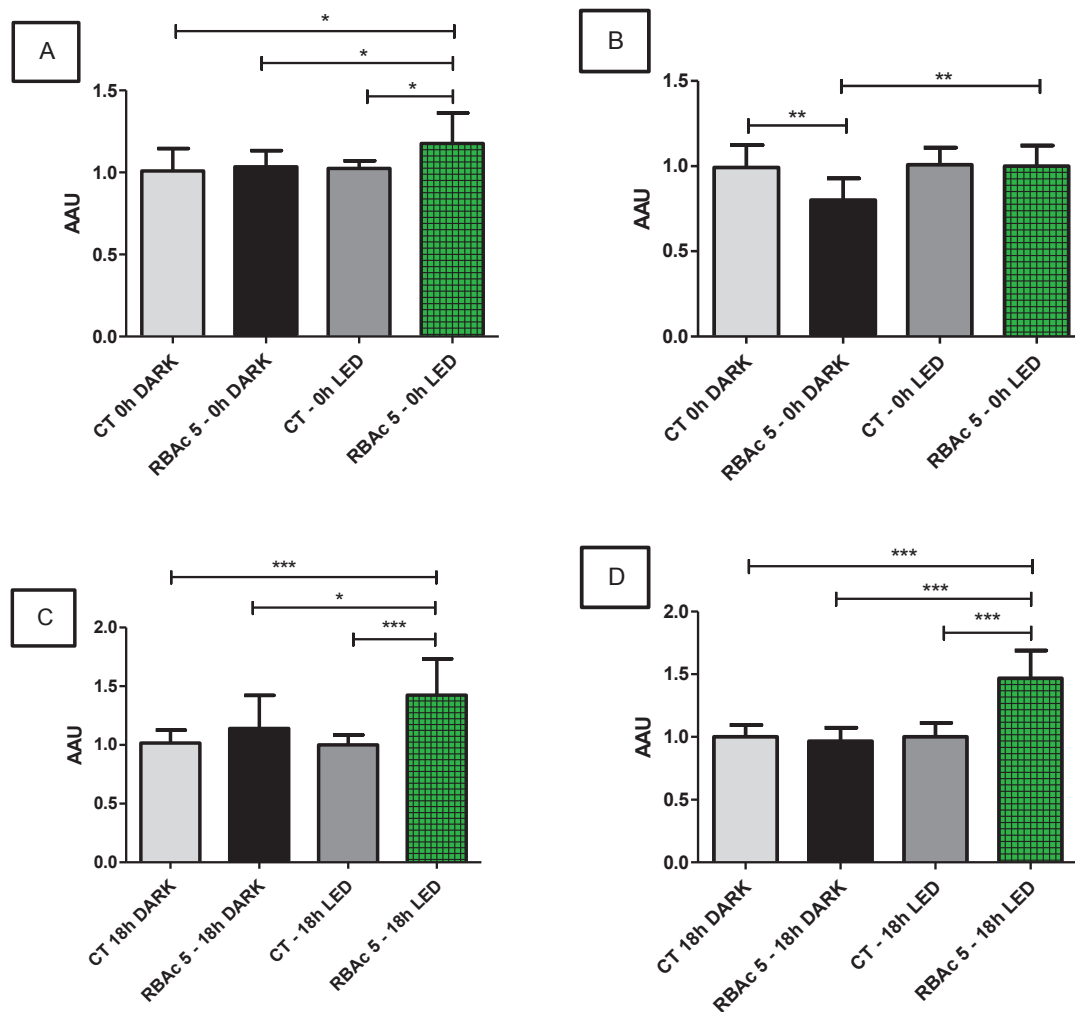 A
*
*
*
1.5
1.0
0.5
0.0
AAU
CT 0h DARK
RBAc 5 - 0h DARK
CT - 0h LED
RBAc 5 - 0h LED
B
**
**
1.5
1.0
0.5
0.0
AAU
CT 0h DARK
RBAc 5 - 0h DARK
CT - 0h LED
RBAc 5 - 0h LED
C
***
*
***
2.0
1.5
1.0
0.5
0.0
AAU
CT 18h DARK
RBAc 5 - 18h DARK
CT - 18h LED
RBAc 5 - 18h LED
D
***
***
***
2.0
1.5
1.0
0.5
0.0
AAU
CT 18h DARK
RBAc 5 - 18h DARK
CT - 18h LED
RBAc 5 - 18h LED